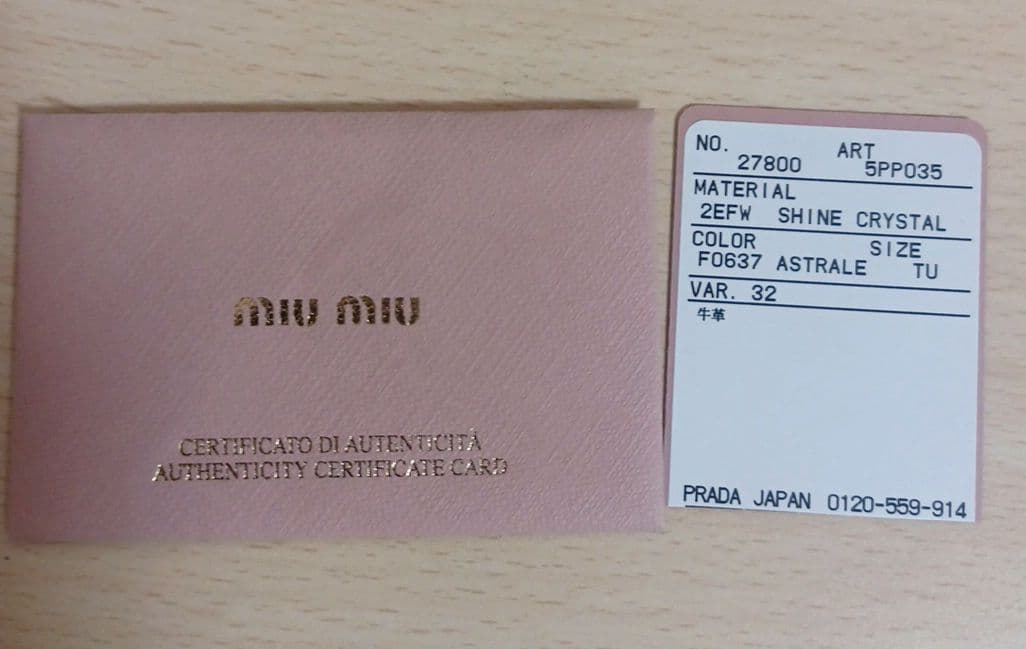 miu miu
CERTIFICATO DI AUTENTICITÀ
AUTHENTICITY CERTIFICATE CARD
NO. ART
27800 5PP035
MATERIAL
2EFW SHINE CRYSTAL
COLOR SIZE
F0637 ASTRALE TU
VAR. 32
牛革
PRADA JAPAN 0120-559-914